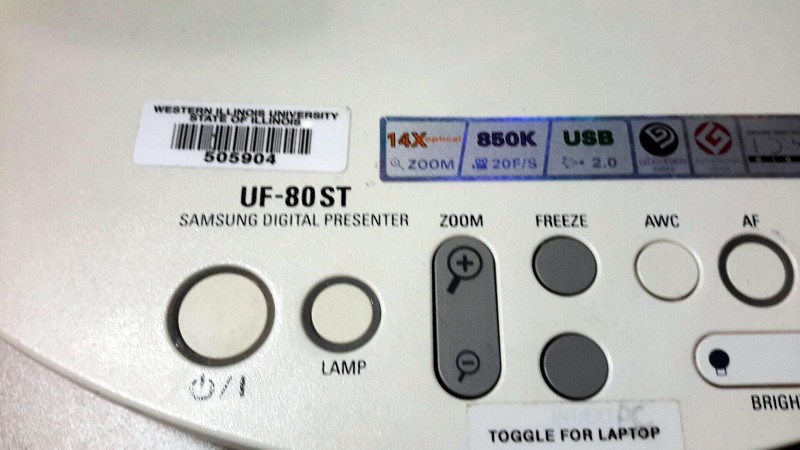 WESTERN ILLINOIS UNIVERSITY
STATE OF ILLINOIS
505904
14X optical
ZOOM
850K
20F/S
USB
2.0
UF-80ST
SAMSUNG DIGITAL PRESENTER
ZOOM
FREEZE
AWC
AF
LAMP
BRIGH
TOGGLE FOR LAPTOP